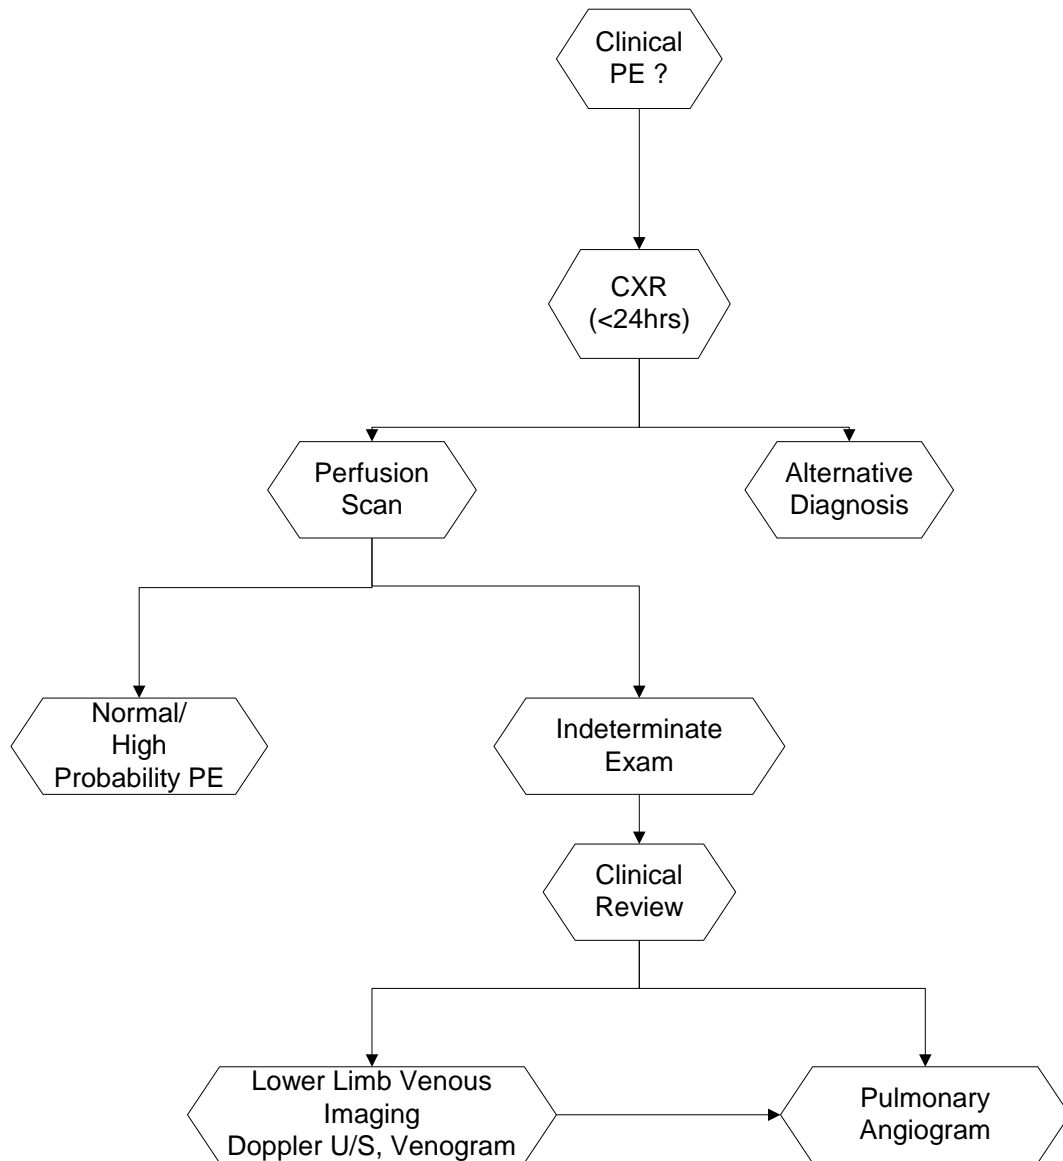 Clinical
PE ?
CXR
(<24hrs)
Perfusion
Scan
Alternative
Diagnosis
Normal/
High
Probability PE
Indeterminate
Exam
Clinical
Review
Lower Limb Venous
Imaging
Doppler U/S, Venogram
Pulmonary
Angiogram